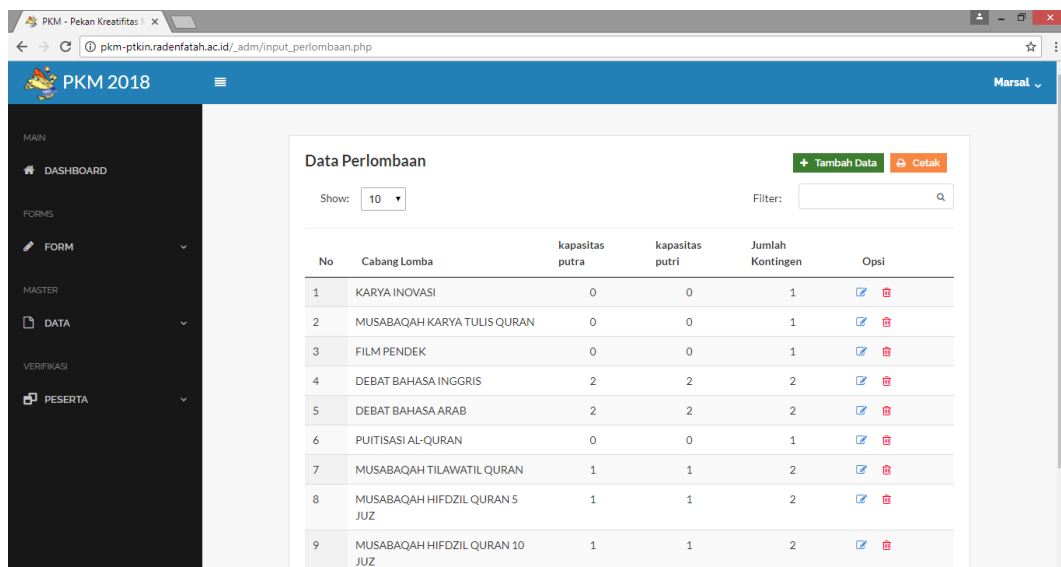 PKM - Pekan Kreatifitas
pkm-ptkin.radenfatah.ac.id/_adm/input_perlombaan.php
PKM 2018
Marsal
MAIN
DASHBOARD
FORMS
FORM
MASTER
DATA
VERIFIKASI
PESERTA
Data Perlombaan
+ Tambah Data
Cetak
Show: 10
Filter:
No Cabang Lomba kapasitas putra kapasitas putri Jumlah Kontingen Opsi
1 KARYA INOVASI 0 0 1
2 MUSABAQAH KARYA TULIS QURAN 0 0 1
3 FILM PENDEK 0 0 1
4 DEBAT BAHASA INGGRIS 2 2 2
5 DEBAT BAHASA ARAB 2 2 2
6 PUITISASI AL-QURAN 0 0 1
7 MUSABAQAH TILAWATIL QURAN 1 1 2
8 MUSABAQAH HIFDZIL QURAN 5 1 1 2
JUZ
9 MUSABAQAH HIFDZIL QURAN 10 1 1 2
JUZ